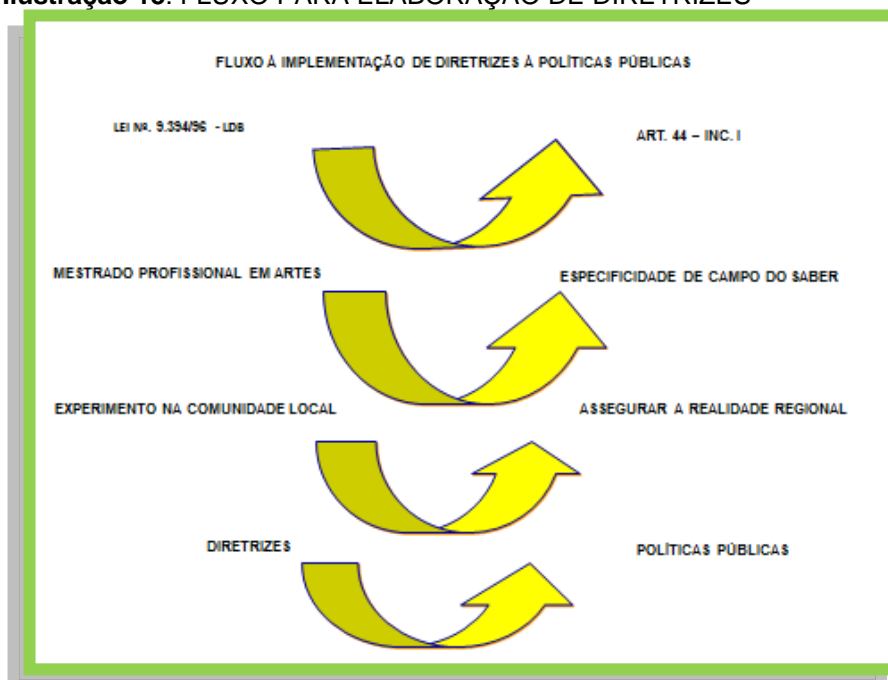 FLUXO À IMPLEMENTAÇÃO DE DIRETRIZES À POLÍTICAS PÚBLICAS
LEI Nº. 9.394/96 - LDB
ART. 44 – INC. I
MESTRADO PROFISSIONAL EM ARTES
ESPECIFICIDADE DE CAMPO DO SABER
EXPERIMENTO NA COMUNIDADE LOCAL
ASSEGURAR A REALIDADE REGIONAL
DIRETRIZES
POLÍTICAS PÚBLICAS